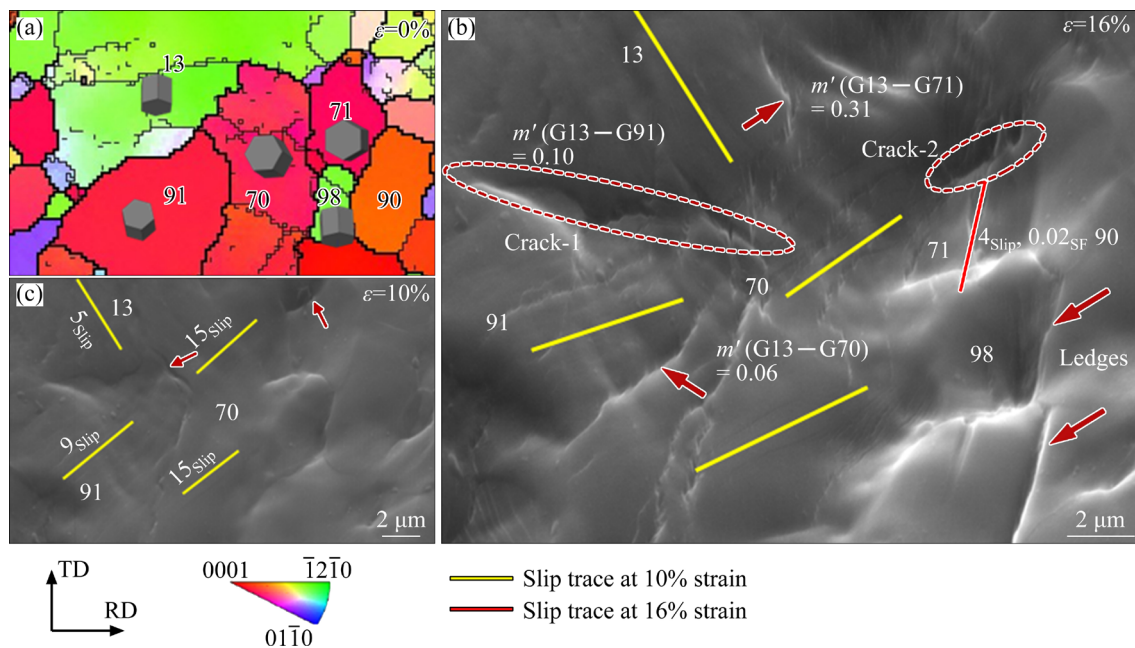 (a)
ε=0%
13
71
91
70
98
90
(b)
ε=16%
13
m′ (G13−G71)
= 0.31
m′ (G13−G91)
= 0.10
Crack-2
Crack-1
71
4Slip, 0.02SF 90
70
91
m′ (G13−G70)
= 0.06
98
Ledges
2 μm
(c)
ε=10%
13
5Slip
15Slip
70
9Slip
15Slip
91
2 μm
TD
RD
0001
1̅21̅0
011̅0
Slip trace at 10% strain
Slip trace at 16% strain